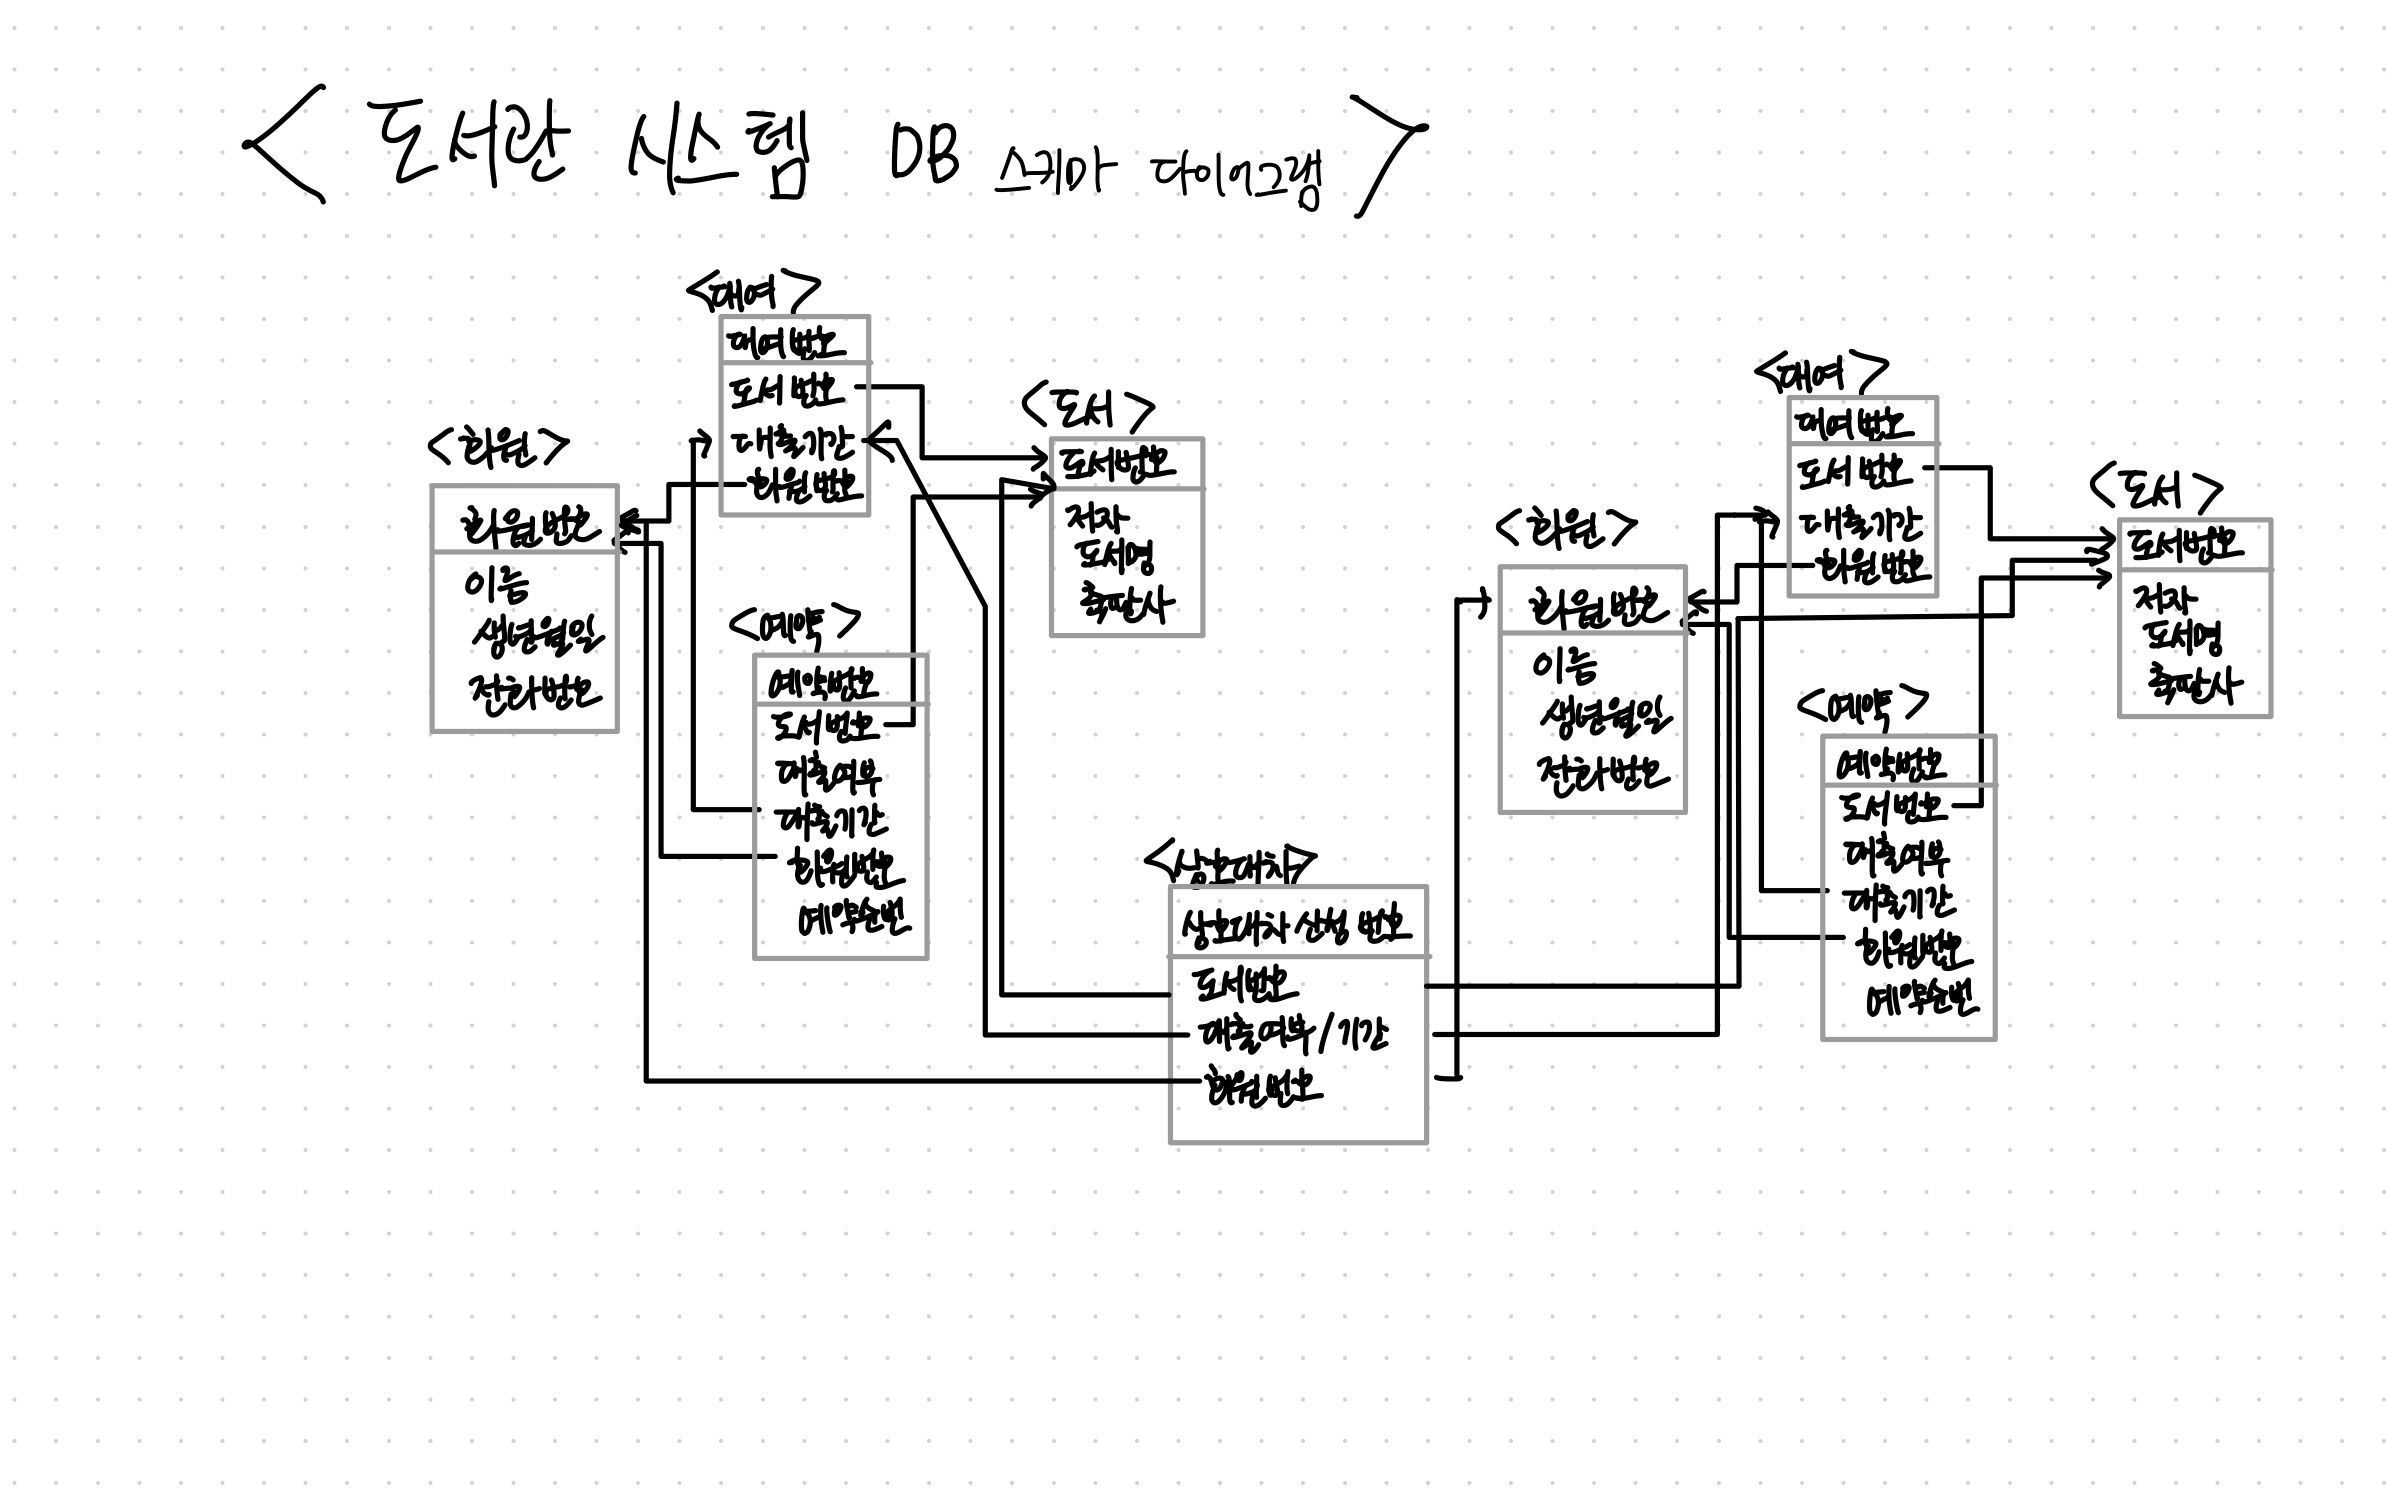 <도서관 시스템 DB 스키마 다이어그램>
<대여>
대여번호
도서번호
대출기간
회원번호
<회원>
회원번호
이름
생년월일
전화번호
<도서>
도서번호
저자
도서명
출판사
<예약>
예약번호
도서번호
대출여부
대출기간
회원번호
예약순번
<상호대차>
상호대차 신청 번호
도서번호
대출여부/기간
회원번호
<대여>
대여번호
도서번호
대출기간
회원번호
<회원>
회원번호
이름
생년월일
전화번호
<도서>
도서번호
저자
도서명
출판사
<예약>
예약번호
도서번호
대출여부
대출기간
회원번호
예약순번